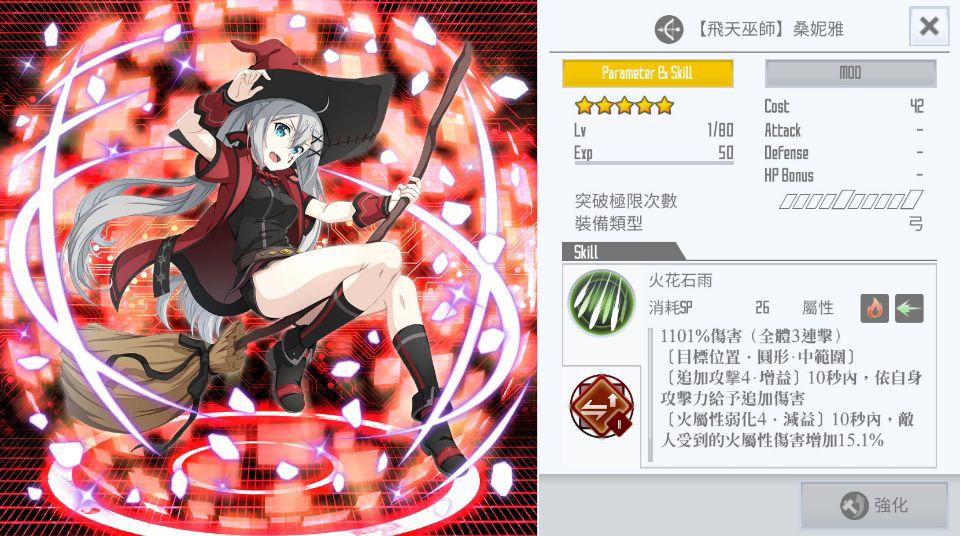 【飛天巫師】桑妮雅
Parameter & Skill
MOD
Lv 1/80
Exp 50
Cost 42
Attack -
Defense -
HP Bonus -
突破極限次數
裝備類型 弓
Skill
火花石雨
消耗SP 26 屬性
1101%傷害（全體3連擊）
〔目標位置・圓形・中範圍〕
〔追加攻擊4・增益〕10秒內，依自身
攻擊力給予追加傷害
〔火屬性弱化4・減益〕10秒內，敵
人受到的火屬性傷害增加15.1%
II
強化